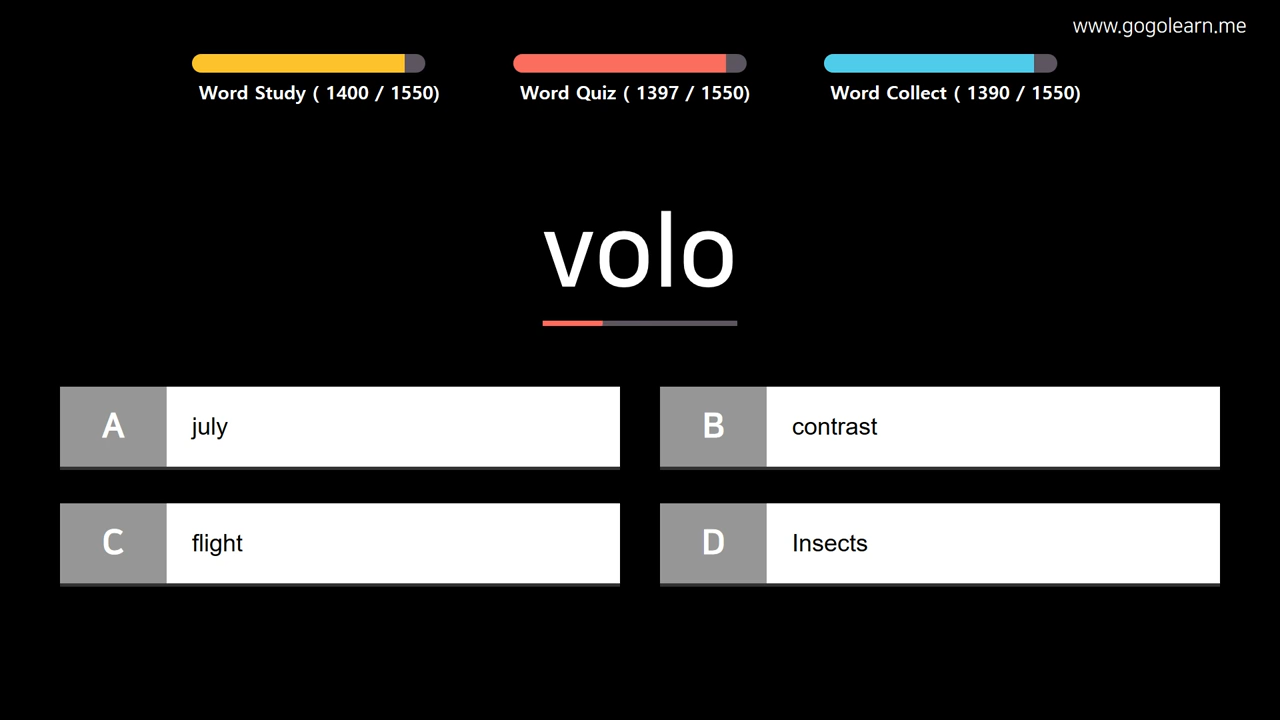 www.gogolearn.me
Word Study ( 1400 / 1550)
Word Quiz ( 1397 / 1550)
Word Collect ( 1390 / 1550)
volo
A july
B contrast
C flight
D Insects